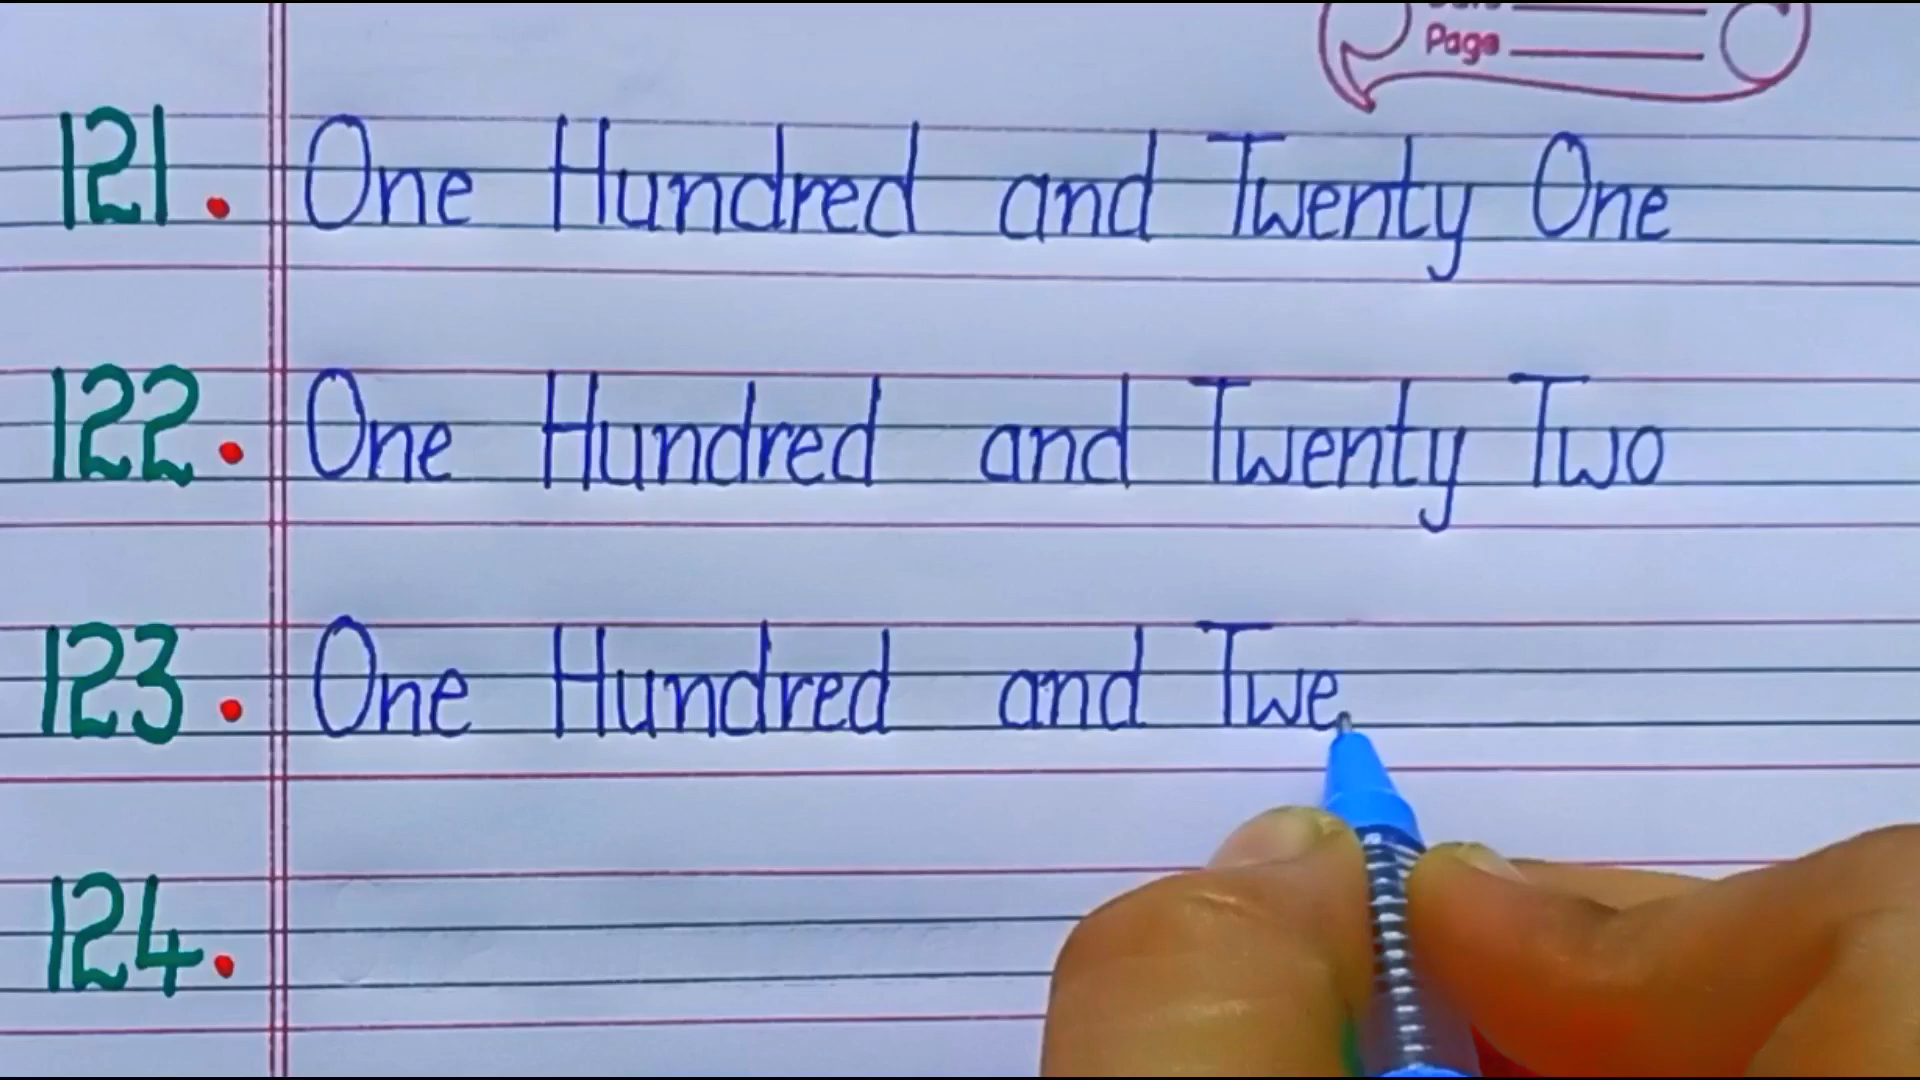 Page
121. One Hundred and Twenty One
122. One Hundred and Twenty Two
123. One Hundred and Twe
124.